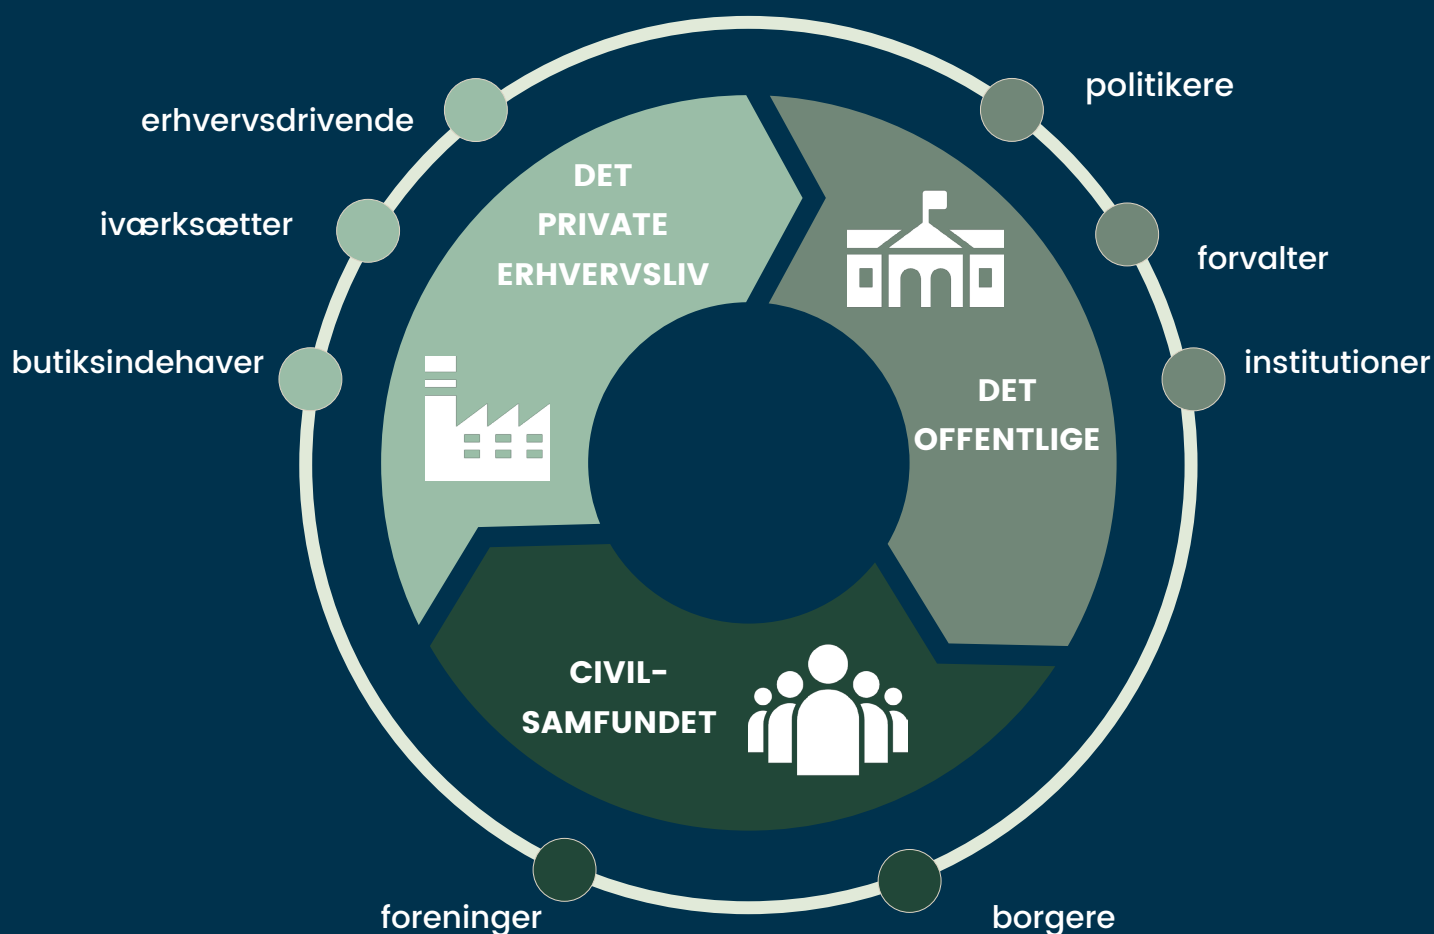 politikere
erhvervsdrivende
iværksætter
forvalter
butiksindehaver
institutioner
DET
PRIVATE
ERHVERVSLIV
DET
OFFENTLIGE
CIVIL-
SAMFUNDET
foreninger
borgere